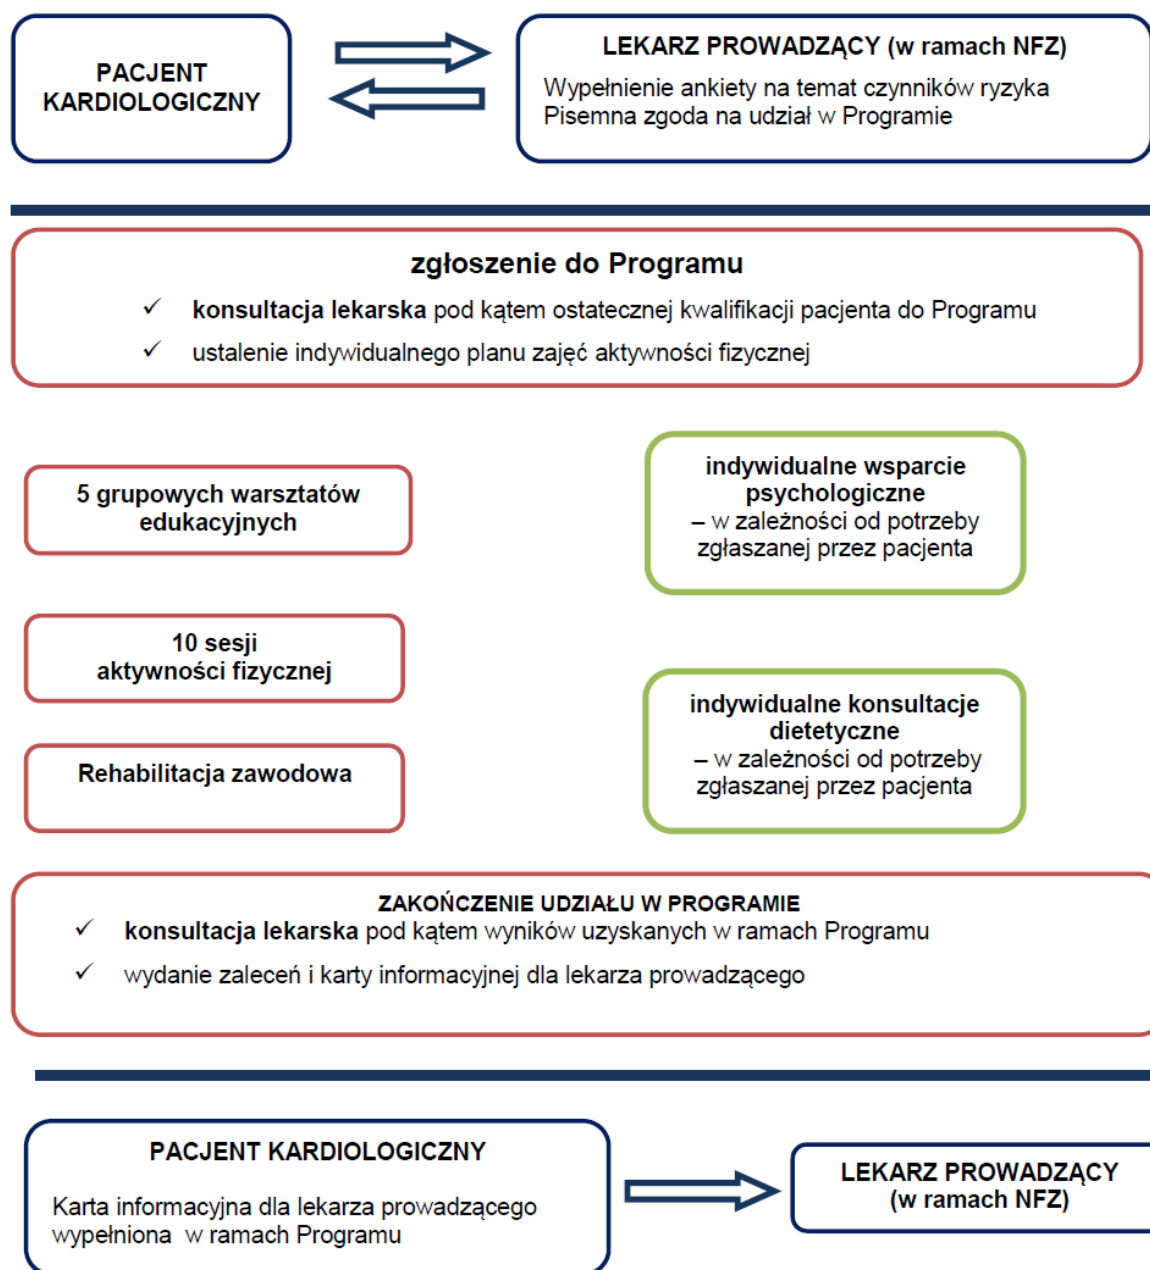 PACJENT
KARDIOLOGICZNY
LEKARZ PROWADZĄCY (w ramach NFZ)
Wypełnienie ankiety na temat czynników ryzyka
Pisemna zgoda na udział w Programie
zgłoszenie do Programu
✓ konsultacja lekarska pod kątem ostatecznej kwalifikacji pacjenta do Programu
✓ ustalenie indywidualnego planu zajęć aktywności fizycznej
5 grupowych warsztatów
edukacyjnych
indywidualne wsparcie
psychologiczne
– w zależności od potrzeby
zgłaszanej przez pacjenta
10 sesji
aktywności fizycznej
indywidualne konsultacje
dietetyczne
– w zależności od potrzeby
zgłaszanej przez pacjenta
Rehabilitacja zawodowa
ZAKOŃCZENIE UDZIAŁU W PROGRAMIE
✓ konsultacja lekarska pod kątem wyników uzyskanych w ramach Programu
✓ wydanie zaleceń i karty informacyjnej dla lekarza prowadzącego
PACJENT KARDIOLOGICZNY
Karta informacyjna dla lekarza prowadzącego
wypełniona w ramach Programu
LEKARZ PROWADZĄCY
(w ramach NFZ)